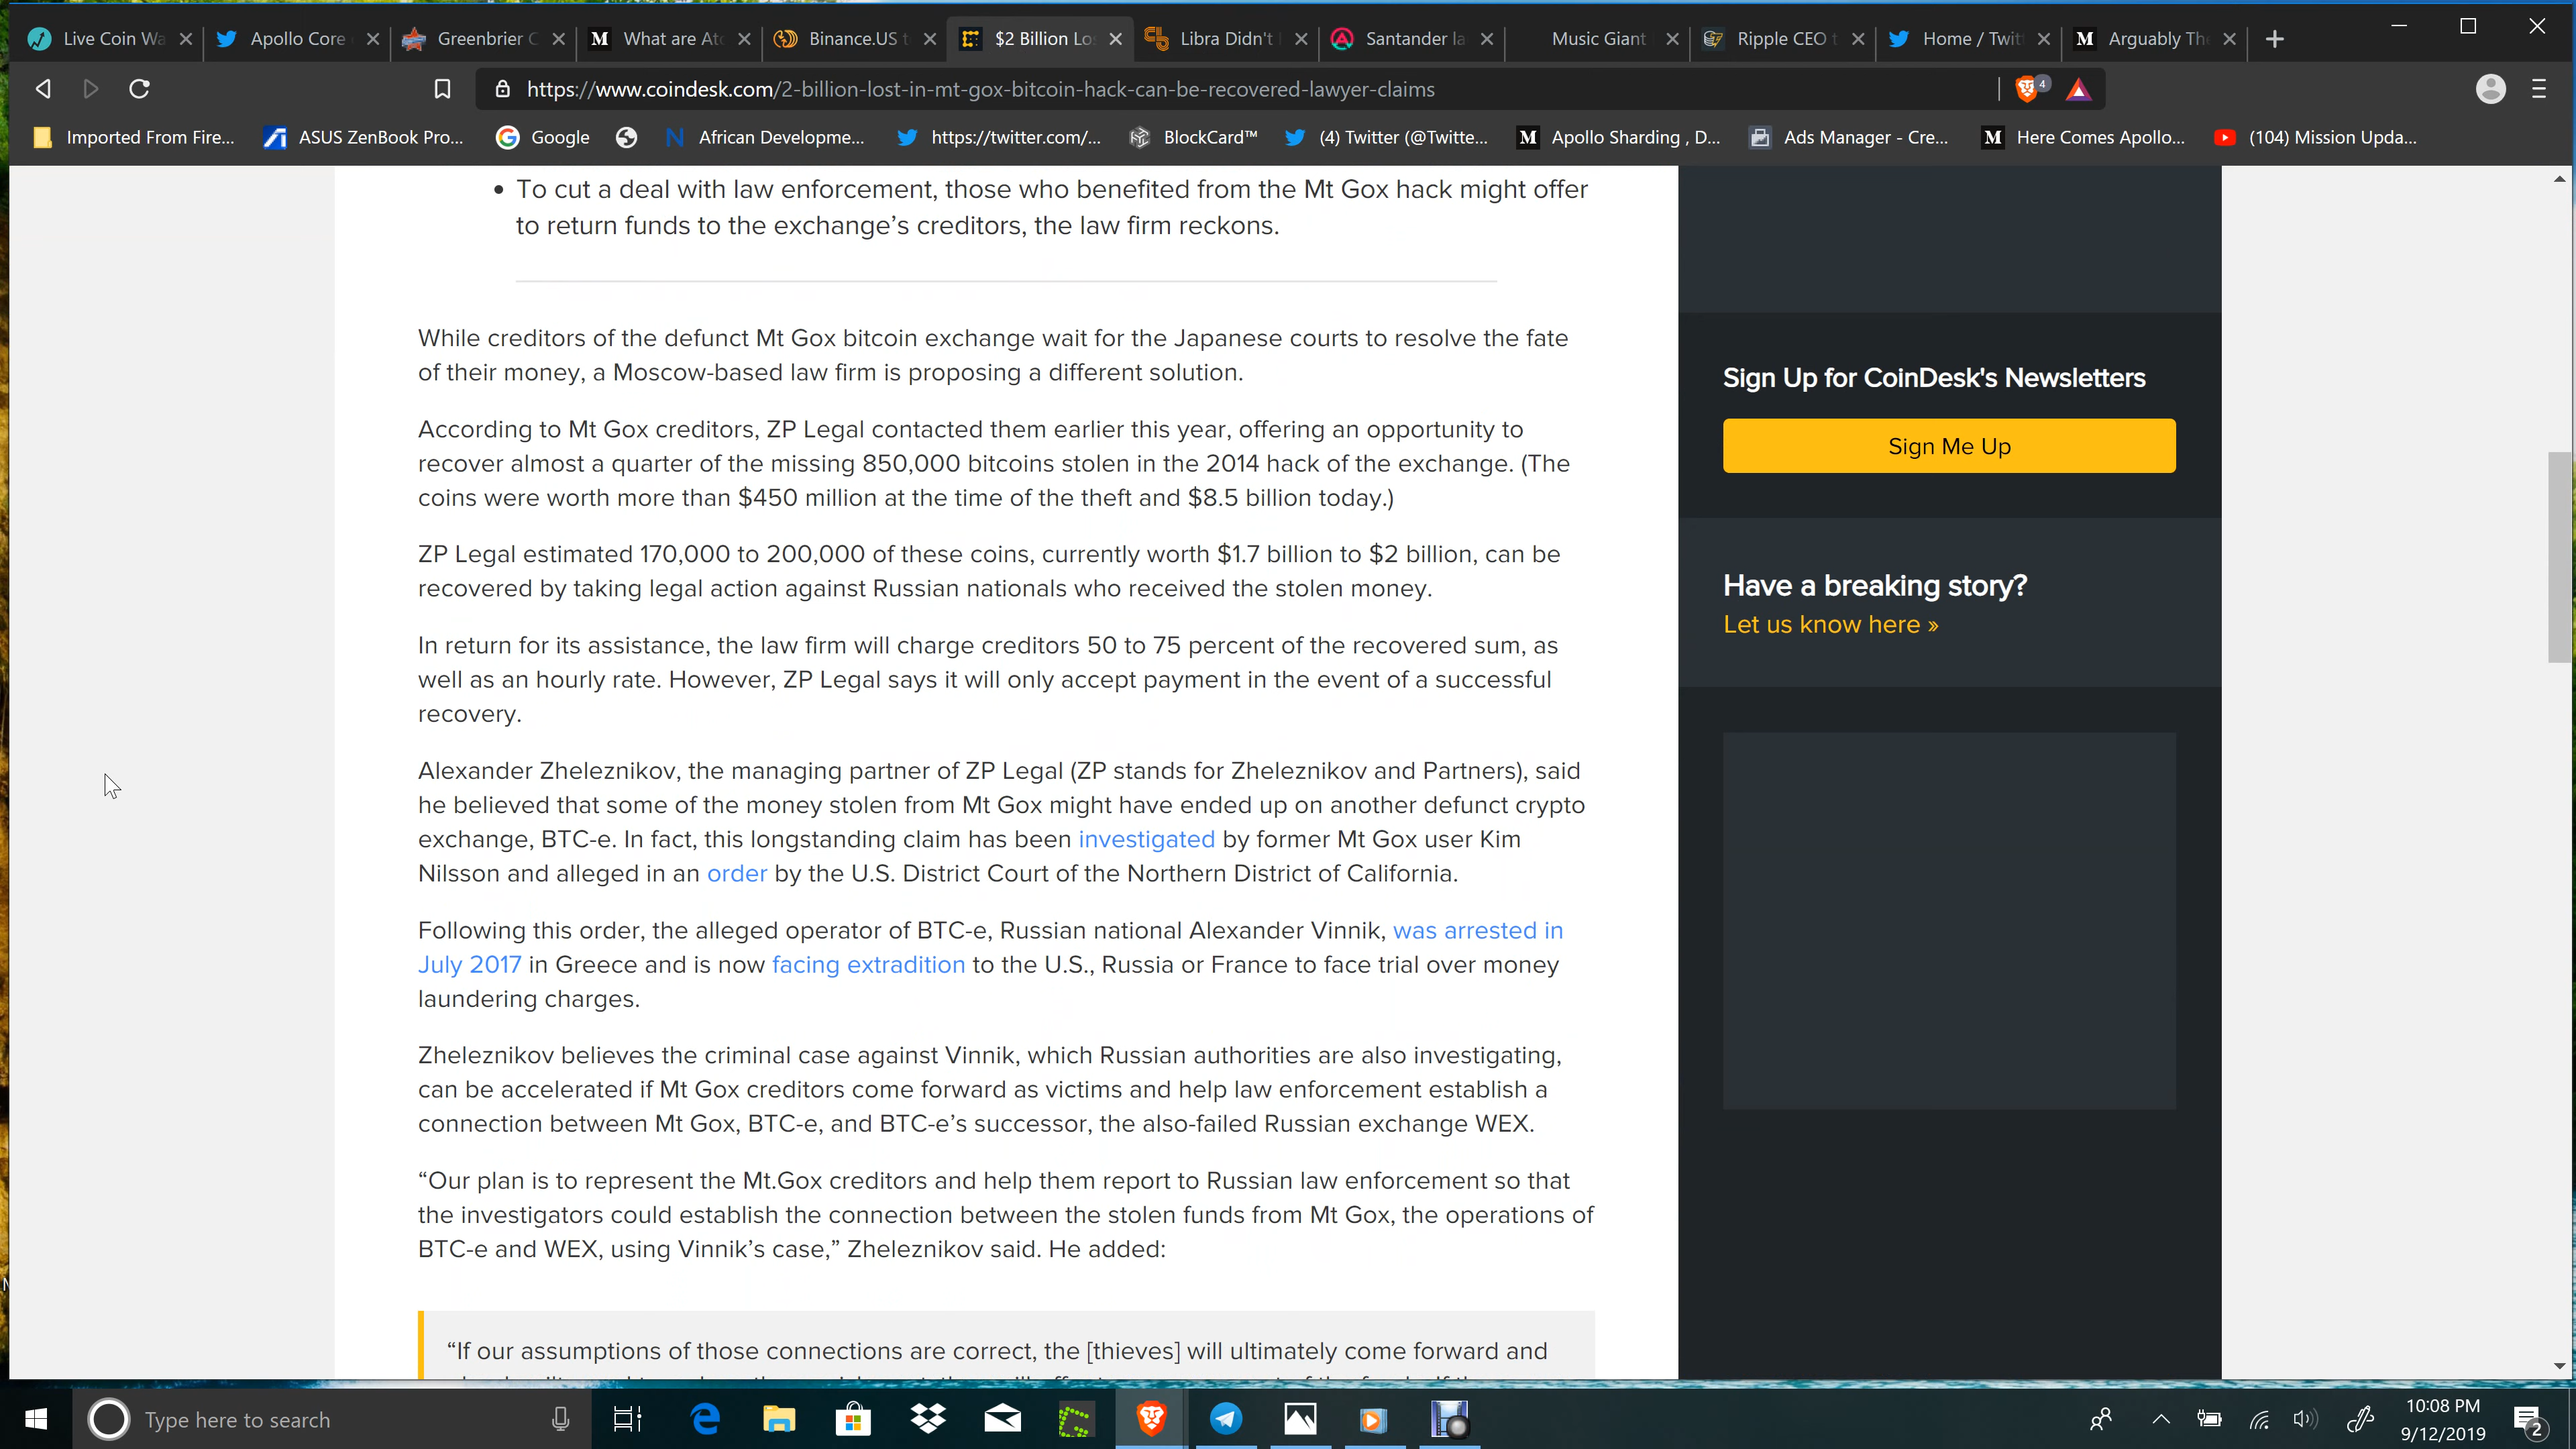 Live Coin Wa
Apollo Core
Greenbrier C
What are Ato
Binance.US t
$2 Billion Lo
Libra Didn't
Santander la
Music Giant
Ripple CEO t
Home / Twit
Arguably The
https://www.coindesk.com/2-billion-lost-in-mt-gox-bitcoin-hack-can-be-recovered-lawyer-claims
4
Imported From Fire...
ASUS ZenBook Pro...
Google
African Developme...
https://twitter.com/...
BlockCard™
(4) Twitter (@Twitte...
Apollo Sharding , D...
Ads Manager - Cre...
Here Comes Apollo...
(104) Mission Upda...
• To cut a deal with law enforcement, those who benefited from the Mt Gox hack might offer
to return funds to the exchange’s creditors, the law firm reckons.
While creditors of the defunct Mt Gox bitcoin exchange wait for the Japanese courts to resolve the fate
of their money, a Moscow-based law firm is proposing a different solution.
According to Mt Gox creditors, ZP Legal contacted them earlier this year, offering an opportunity to
recover almost a quarter of the missing 850,000 bitcoins stolen in the 2014 hack of the exchange. (The
coins were worth more than $450 million at the time of the theft and $8.5 billion today.)
ZP Legal estimated 170,000 to 200,000 of these coins, currently worth $1.7 billion to $2 billion, can be
recovered by taking legal action against Russian nationals who received the stolen money.
In return for its assistance, the law firm will charge creditors 50 to 75 percent of the recovered sum, as
well as an hourly rate. However, ZP Legal says it will only accept payment in the event of a successful
recovery.
Alexander Zheleznikov, the managing partner of ZP Legal (ZP stands for Zheleznikov and Partners), said
he believed that some of the money stolen from Mt Gox might have ended up on another defunct crypto
exchange, BTC-e. In fact, this longstanding claim has been investigated by former Mt Gox user Kim
Nilsson and alleged in an order by the U.S. District Court of the Northern District of California.
Following this order, the alleged operator of BTC-e, Russian national Alexander Vinnik, was arrested in
July 2017 in Greece and is now facing extradition to the U.S., Russia or France to face trial over money
laundering charges.
Zheleznikov believes the criminal case against Vinnik, which Russian authorities are also investigating,
can be accelerated if Mt Gox creditors come forward as victims and help law enforcement establish a
connection between Mt Gox, BTC-e, and BTC-e’s successor, the also-failed Russian exchange WEX.
“Our plan is to represent the Mt.Gox creditors and help them report to Russian law enforcement so that
the investigators could establish the connection between the stolen funds from Mt Gox, the operations of
BTC-e and WEX, using Vinnik’s case,” Zheleznikov said. He added:
“If our assumptions of those connections are correct, the [thieves] will ultimately come forward and
Sign Up for CoinDesk's Newsletters
Sign Me Up
Have a breaking story?
Let us know here »
Type here to search
10:08 PM
9/12/2019
2